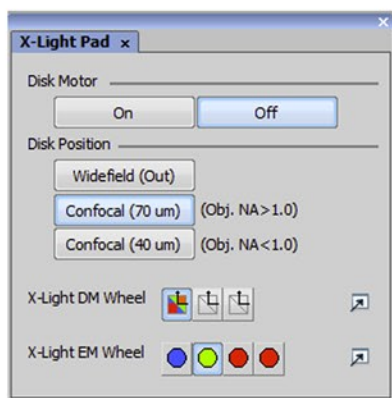 X-Light Pad x
Disk Motor
On Off
Disk Position
Widefield (Out)
Confocal (70 um) (Obj. NA>1.0)
Confocal (40 um) (Obj. NA<1.0)
X-Light DM Wheel
X-Light EM Wheel